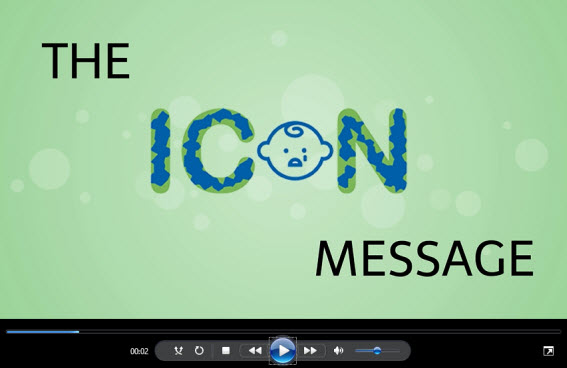 THE
ICON
MESSAGE
00:02